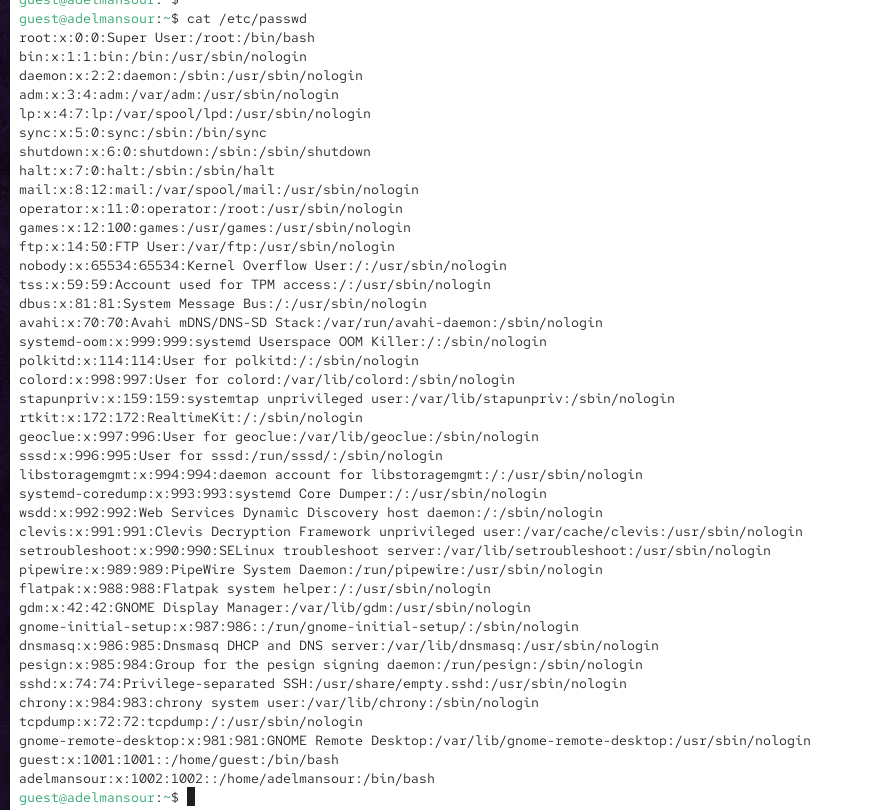 guest@adelmansour:~$
guest@adelmansour:~$ cat /etc/passwd
root:x:0:0:Super User:/root:/bin/bash
bin:x:1:1:bin:/bin:/usr/sbin/nologin
daemon:x:2:2:daemon:/sbin:/usr/sbin/nologin
adm:x:3:4:adm:/var/adm:/usr/sbin/nologin
lp:x:4:7:lp:/var/spool/lpd:/usr/sbin/nologin
sync:x:5:0:sync:/sbin:/bin/sync
shutdown:x:6:0:shutdown:/sbin:/sbin/shutdown
halt:x:7:0:halt:/sbin:/sbin/halt
mail:x:8:12:mail:/var/spool/mail:/usr/sbin/nologin
operator:x:11:0:operator:/root:/usr/sbin/nologin
games:x:12:100:games:/usr/games:/usr/sbin/nologin
ftp:x:14:50:FTP User:/var/ftp:/usr/sbin/nologin
nobody:x:65534:65534:Kernel Overflow User:/:/usr/sbin/nologin
tss:x:59:59:Account used for TPM access:/:/usr/sbin/nologin
dbus:x:81:81:System Message Bus:/:/usr/sbin/nologin
avahi:x:70:70:Avahi mDNS/DNS-SD Stack:/var/run/avahi-daemon:/sbin/nologin
systemd-oom:x:999:999:systemd Userspace OOM Killer:/:/usr/sbin/nologin
polkitd:x:114:114:User for polkitd:/:/sbin/nologin
colord:x:998:997:User for colord:/var/lib/colord:/sbin/nologin
stapunpriv:x:159:159:systemtap unprivileged user:/var/lib/stapunpriv:/sbin/nologin
rtkit:x:172:172:RealtimeKit:/:/sbin/nologin
geoclue:x:997:996:User for geoclue:/var/lib/geoclue:/sbin/nologin
sssd:x:996:995:User for sssd:/run/sssd/:/sbin/nologin
libstoragemgmt:x:994:994:daemon account for libstoragemgmt:/:/usr/sbin/nologin
systemd-coredump:x:993:993:systemd Core Dumper:/:/usr/sbin/nologin
wsdd:x:992:992:Web Services Dynamic Discovery host daemon:/:/sbin/nologin
clevis:x:991:991:Clevis Decryption Framework unprivileged user:/var/cache/clevis:/usr/sbin/nologin
setroubleshoot:x:990:990:SELinux troubleshoot server:/var/lib/setroubleshoot:/usr/sbin/nologin
pipewire:x:989:989:PipeWire System Daemon:/run/pipewire:/usr/sbin/nologin
flatpak:x:988:988:Flatpak system helper:/:/usr/sbin/nologin
gdm:x:42:42:GNOME Display Manager:/var/lib/gdm:/usr/sbin/nologin
gnome-initial-setup:x:987:986::/run/gnome-initial-setup/:/sbin/nologin
dnsmasq:x:986:985:Dnsmasq DHCP and DNS server:/var/lib/dnsmasq:/usr/sbin/nologin
pesign:x:985:984:Group for the pesign signing daemon:/run/pesign:/sbin/nologin
sshd:x:74:74:Privilege-separated SSH:/usr/share/empty.sshd:/usr/sbin/nologin
chrony:x:984:983:chrony system user:/var/lib/chrony:/sbin/nologin
tcpdump:x:72:72:tcpdump:/:/usr/sbin/nologin
gnome-remote-desktop:x:981:981:GNOME Remote Desktop:/var/lib/gnome-remote-desktop:/usr/sbin/nologin
guest:x:1001:1001::/home/guest:/bin/bash
adelmansour:x:1002:1002::/home/adelmansour:/bin/bash
guest@adelmansour:~$